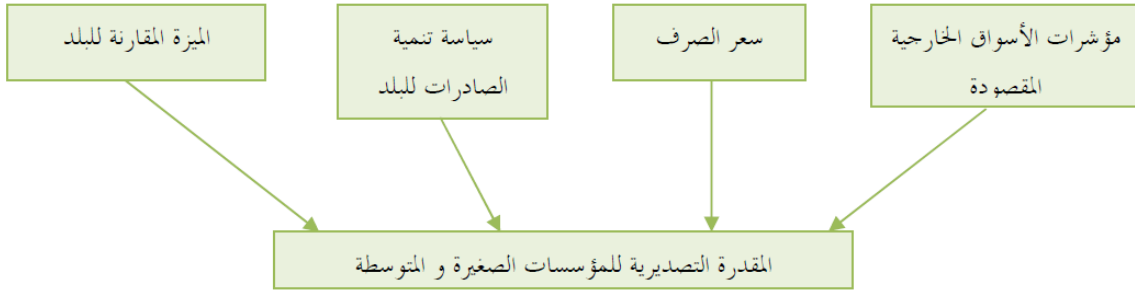 مؤشرات الأسواق الخارجية
المقصودة
سعر الصرف
سياسة تنمية
الصادرات للبلد
الميزة المقارنة للبلد
المقدرة التصديرية للمؤسسات الصغيرة و المتوسطة